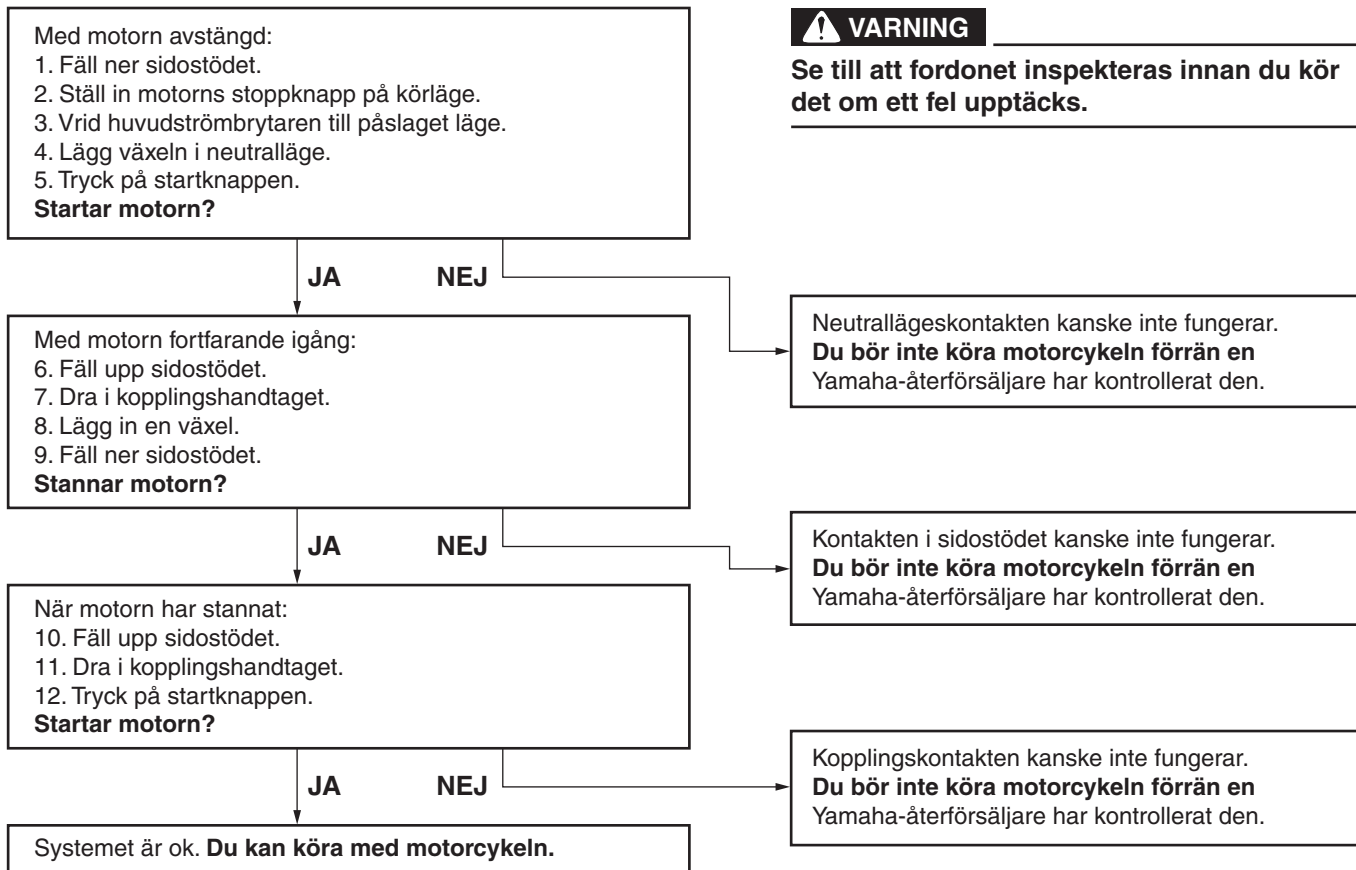 Med motorn avstängd:
1. Fäll ner sidostödet.
2. Ställ in motorns stoppknapp på körläge.
3. Vrid huvudströmbrytaren till påslaget läge.
4. Lägg växeln i neutralläge.
5. Tryck på startknappen.
Startar motorn?
VARNING
Se till att fordonet inspekteras innan du kör
det om ett fel upptäcks.
JA NEJ
Neutrallägeskontakten kanske inte fungerar.
Du bör inte köra motorcykeln förrän en
Yamaha-återförsäljare har kontrollerat den.
Med motorn fortfarande igång:
6. Fäll upp sidostödet.
7. Dra i kopplingshandtaget.
8. Lägg in en växel.
9. Fäll ner sidostödet.
Stannar motorn?
JA NEJ
Kontakten i sidostödet kanske inte fungerar.
Du bör inte köra motorcykeln förrän en
Yamaha-återförsäljare har kontrollerat den.
När motorn har stannat:
10. Fäll upp sidostödet.
11. Dra i kopplingshandtaget.
12. Tryck på startknappen.
Startar motorn?
JA NEJ
Kopplingskontakten kanske inte fungerar.
Du bör inte köra motorcykeln förrän en
Yamaha-återförsäljare har kontrollerat den.
Systemet är ok. Du kan köra med motorcykeln.